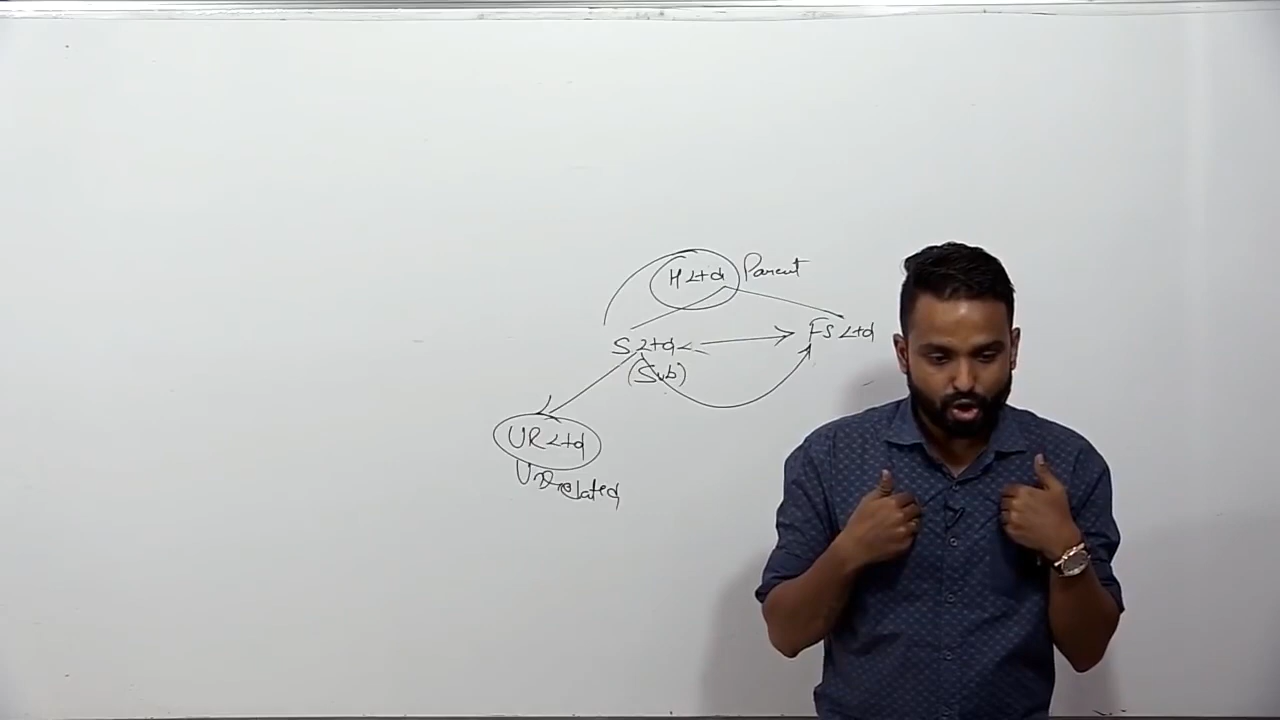 H Ltd Parent
S Ltd FS Ltd
(Sub)
UR Ltd
Unrelated